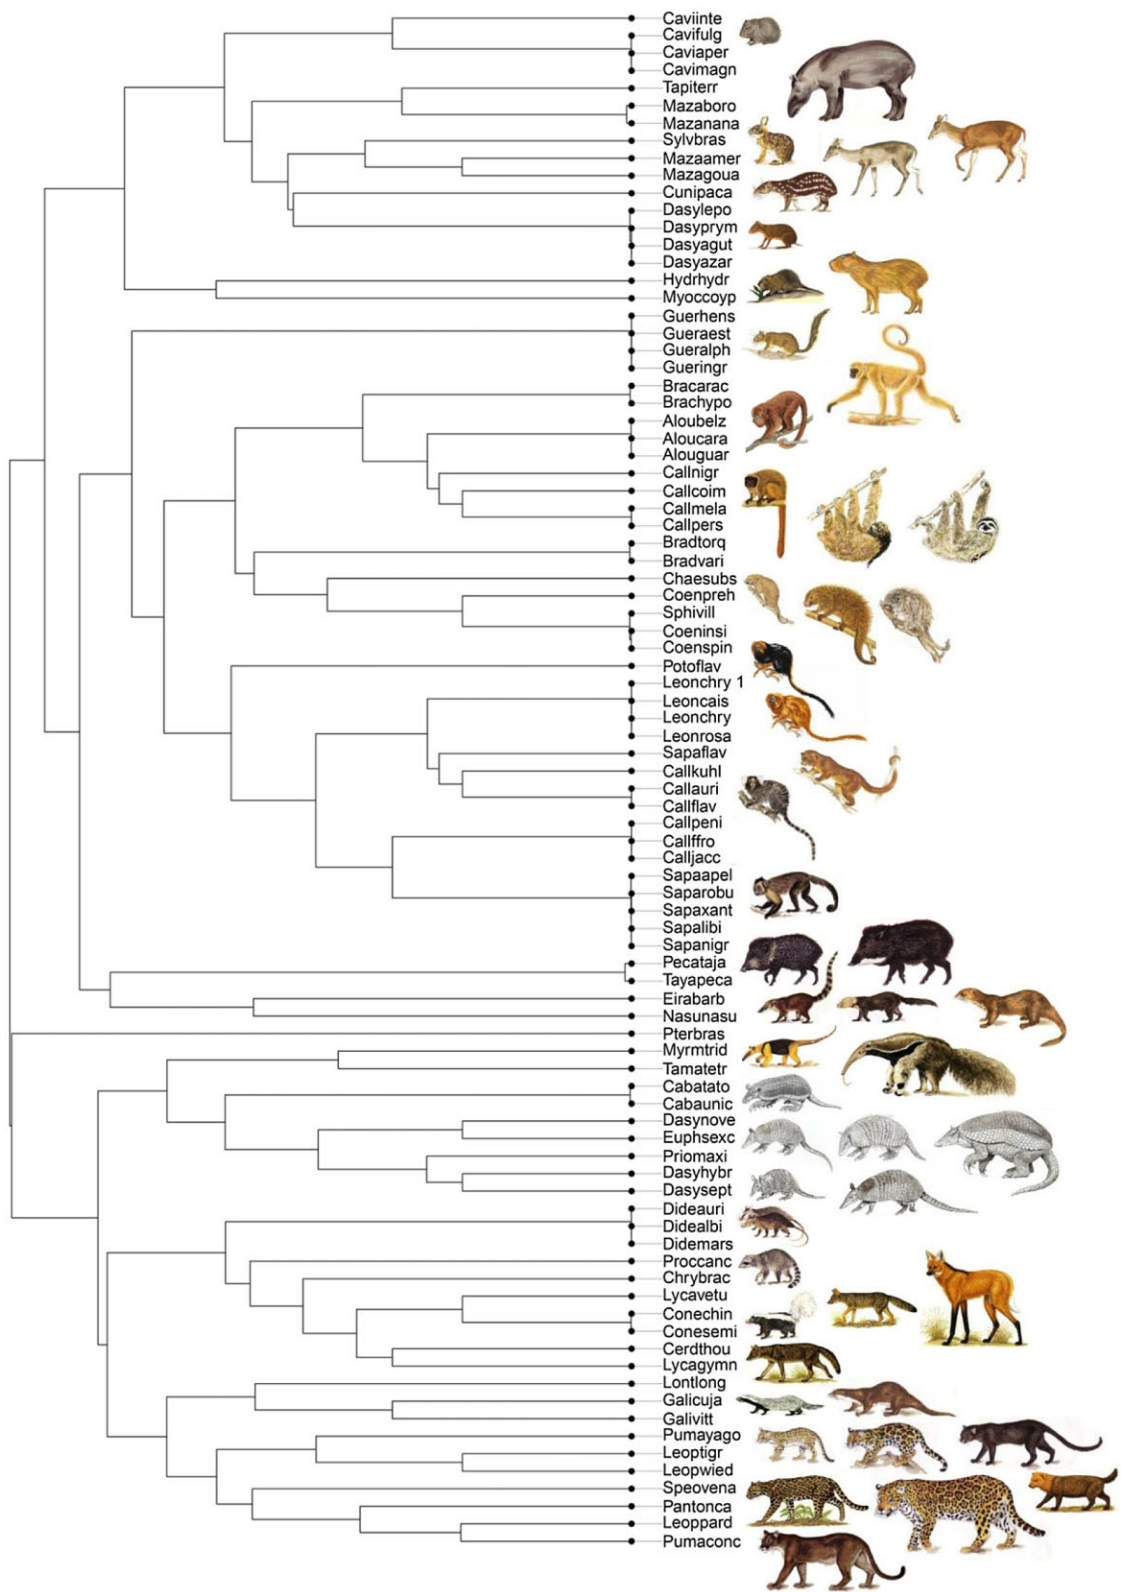 Caviinte
Cavifulg
Caviaper
Cavimagn
Tapiterr
Mazaboro
Mazanana
Sylvbras
Mazaamer
Mazagoua
Cunipaca
Dasylepo
Dasyprym
Dasyagut
Dasyazar
Hydrhydr
Myoccoyp
Guerhens
Gueraest
Gueralph
Gueringr
Bracarac
Brachypo
Aloubelz
Aloucara
Alouguar
Callnigr
Callcoim
Callmela
Callpers
Bradtorq
Bradvari
Chaesubs
Coenpreh
Sphivill
Coeninsi
Coenspin
Potoflav
Leonchry 1
Leoncais
Leonchry
Leonrosa
Sapaflav
Callkuhl
Callauri
Callflav
Callpeni
Callffro
Calljacc
Sapaapel
Saparobu
Sapaxant
Sapalibi
Sapanigr
Pecataja
Tayapeca
Eirabarb
Nasunasu
Pterbras
Myrmtrid
Tamatetr
Cabatato
Cabaunic
Dasynove
Euphsexc
Priomaxi
Dasyhybr
Dasysept
Dideauri
Didealbi
Didemars
Proccanc
Chrybrac
Lycavetu
Conechin
Conesemi
Cerdthou
Lycagymn
Lontlong
Galicuja
Galivitt
Pumayago
Leoptigr
Leopwied
Speovena
Pantonca
Leoppard
Pumaconc